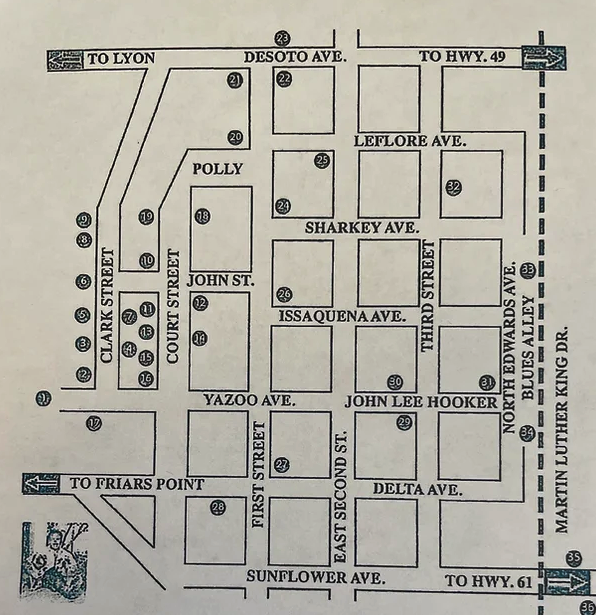 23
TO LYON
DESOTO AVE.
TO HWY. 49
21
22
20
LEFLORE AVE.
25
POLLY
32
24
9
19
18
SHARKEY AVE.
8
10
33
6
JOHN ST.
26
12
11
7
5
ISSAQUENA AVE.
13
14
3
4
15
2
16
30
31
CLARK STREET
COURT STREET
THIRD STREET
NORTH EDWARDS AVE.
BLUES ALLEY
MARTIN LUTHER KING DR.
1
YAZOO AVE.
JOHN LEE HOOKER
17
29
34
27
FIRST STREET
EAST SECOND ST.
TO FRIARS POINT
DELTA AVE.
28
35
SUNFLOWER AVE.
TO HWY. 61
36